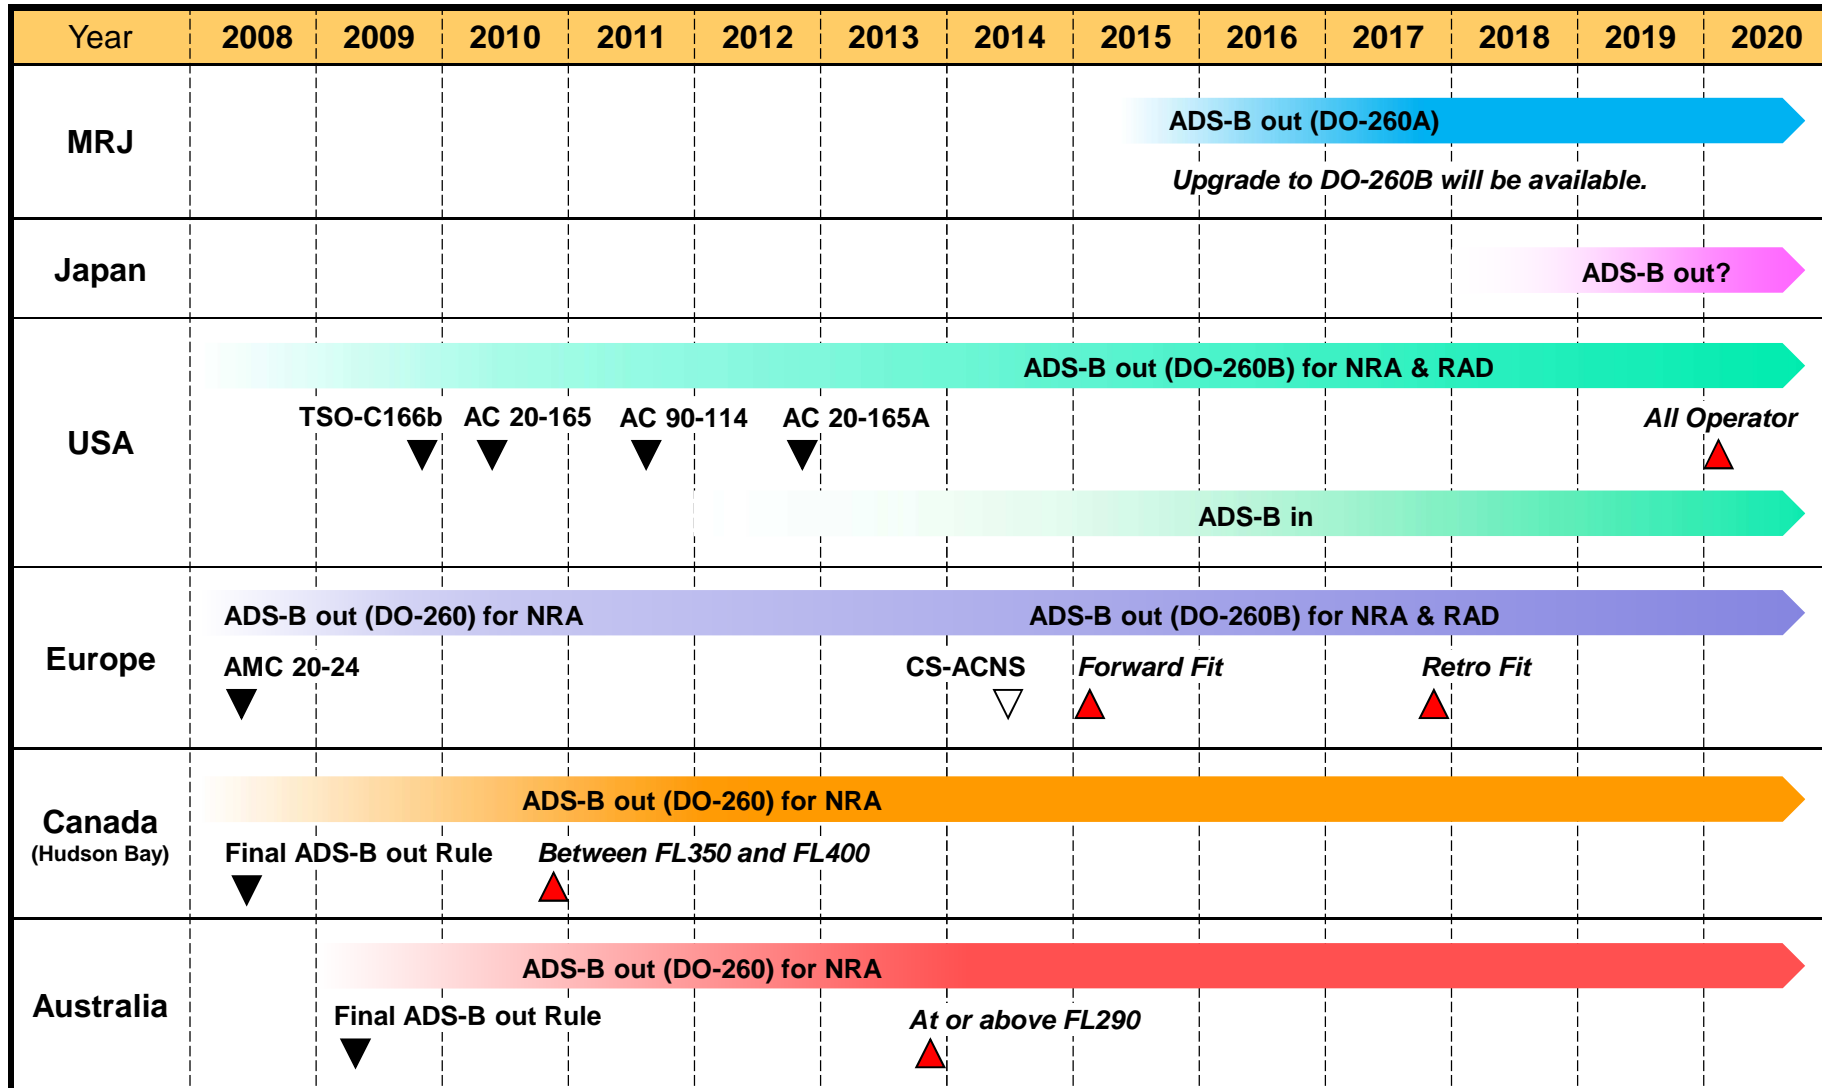 Year 2008 2009 2010 2011 2012 2013 2014 2015 2016 2017 2018 2019 2020
MRJ
ADS-B out (DO-260A)
Upgrade to DO-260B will be available.
Japan
ADS-B out?
USA
ADS-B out (DO-260B) for NRA & RAD
TSO-C166b AC 20-165 AC 90-114 AC 20-165A All Operator
ADS-B in
Europe
ADS-B out (DO-260) for NRA ADS-B out (DO-260B) for NRA & RAD
AMC 20-24 CS-ACNS Forward Fit Retro Fit
Canada
(Hudson Bay)
ADS-B out (DO-260) for NRA
Final ADS-B out Rule Between FL350 and FL400
Australia
ADS-B out (DO-260) for NRA
Final ADS-B out Rule At or above FL290